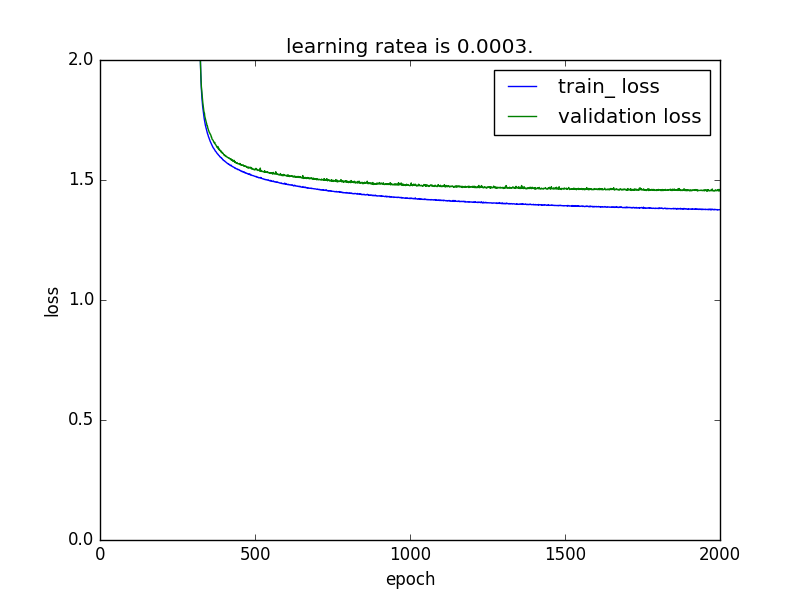 learning ratea is 0.0003.
train_ loss
validation loss
2.0
1.5
1.0
0.5
0.0
loss
0 500 1000 1500 2000
epoch